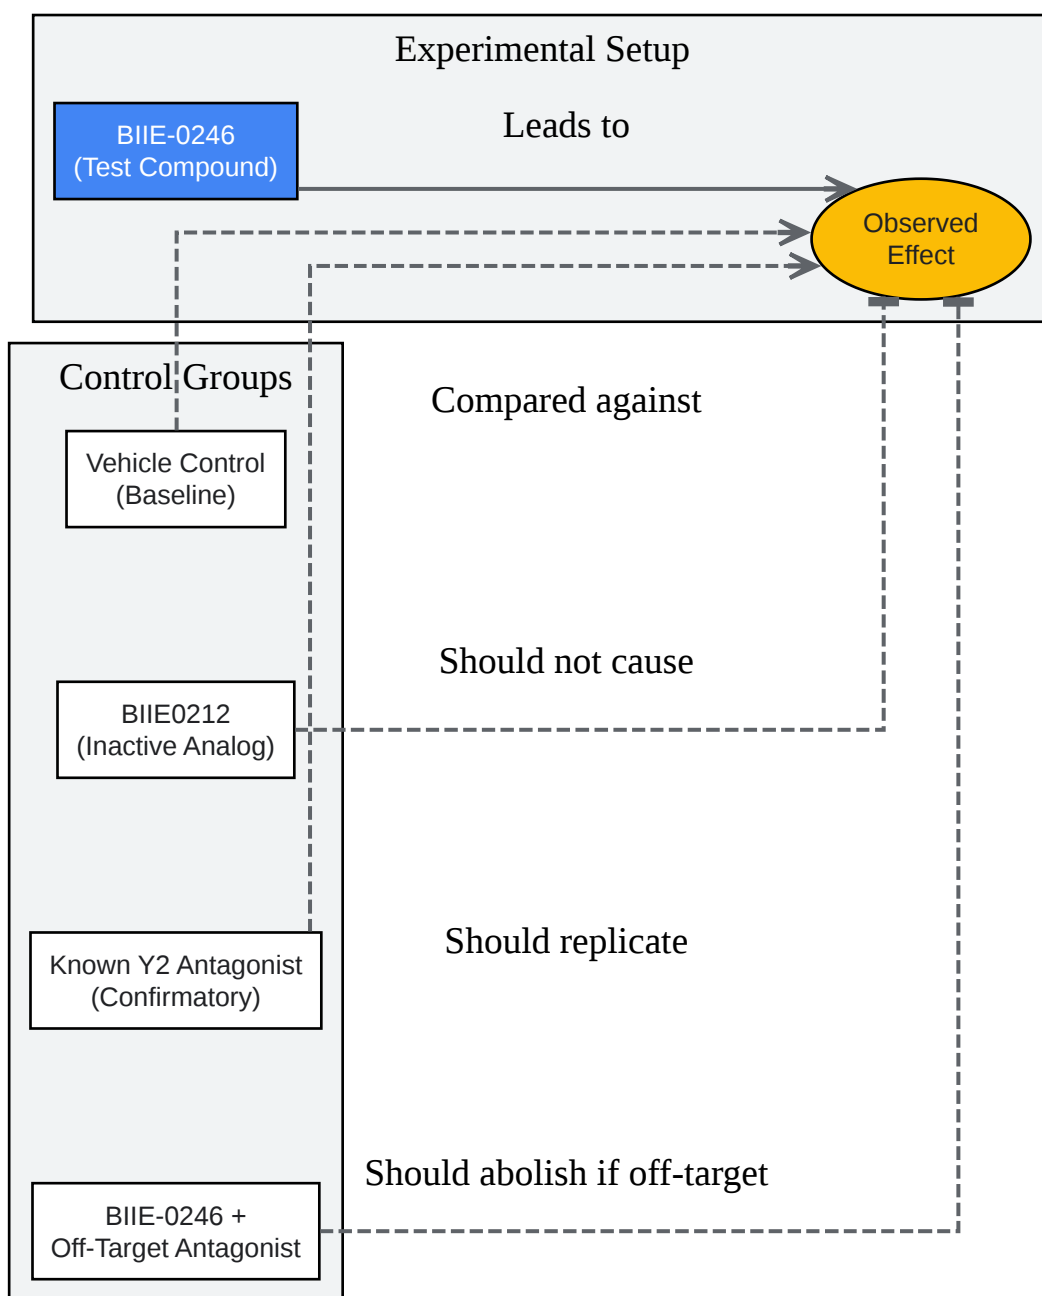 Experimental Setup
Leads to
BIIE-0246
(Test Compound)
Observed
Effect
Control Groups
Compared against
Vehicle Control
(Baseline)
Should not cause
BIIE0212
(Inactive Analog)
Should replicate
Known Y2 Antagonist
(Confirmatory)
Should abolish if off-target
BIIE-0246 +
Off-Target Antagonist